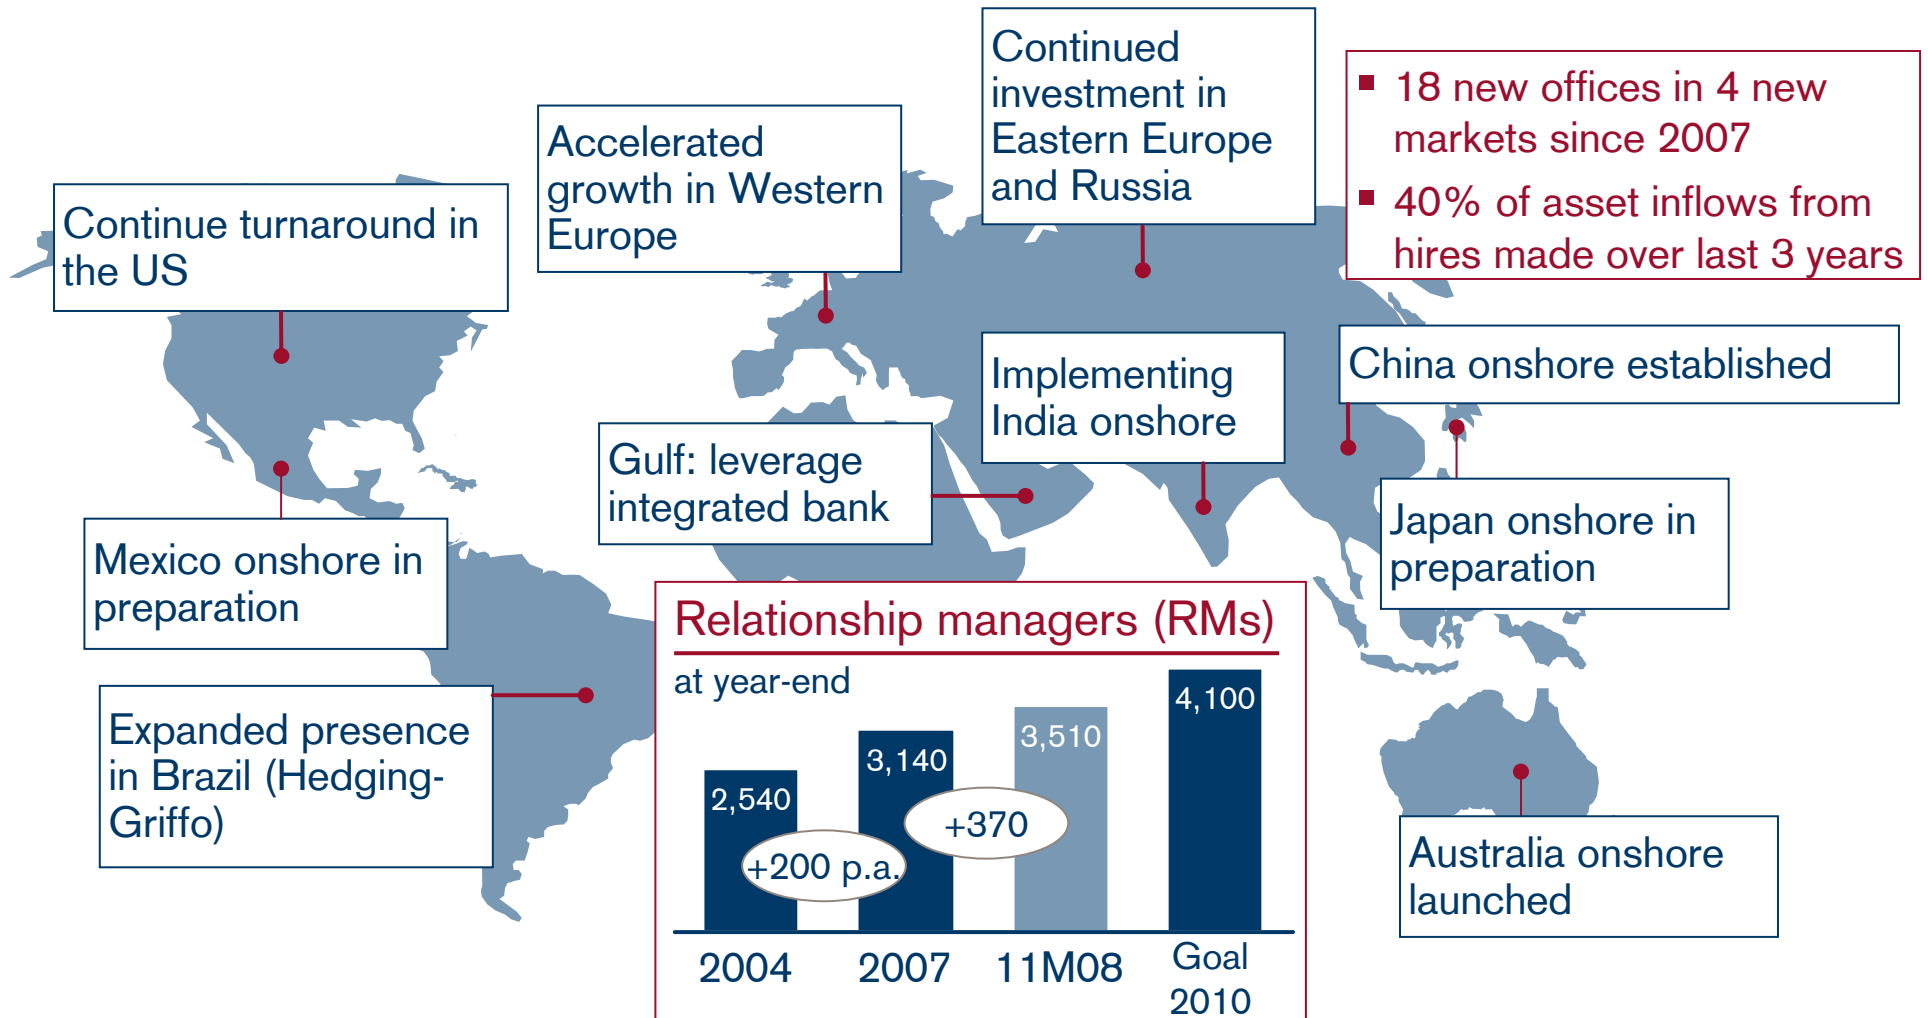 Continued
investment in
Eastern Europe
and Russia
▪ 18 new offices in 4 new
markets since 2007
▪ 40% of asset inflows from
hires made over last 3 years
Accelerated
growth in Western
Europe
Continue turnaround in
the US
Implementing
India onshore
China onshore established
Gulf: leverage
integrated bank
Mexico onshore in
preparation
Japan onshore in
preparation
Expanded presence
in Brazil (Hedging-
Griffo)
Australia onshore
launched
Relationship managers (RMs)
at year-end
2,540
3,140
3,510
4,100
+200 p.a.
+370
2004
2007
11M08
Goal
2010